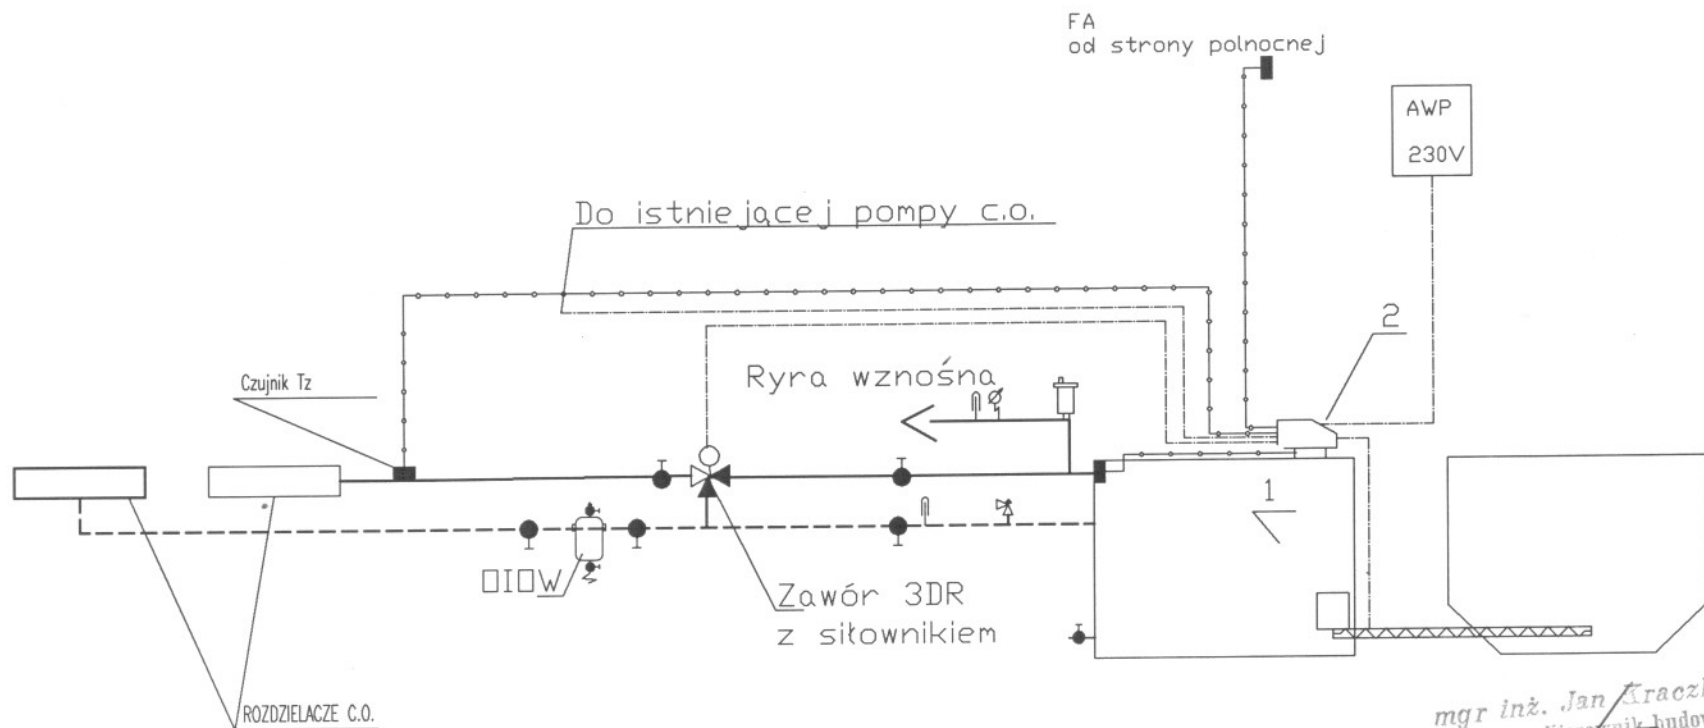 FA
od strony polnocnej
AWP
230V
Do istniejącej pompy c.o.
2
Czujnik Tz
Ryra wznośna
1
OIOW
Zawór 3DR
z siłownikiem
ROZDZIELACZE C.O.
mgr inż. Jan